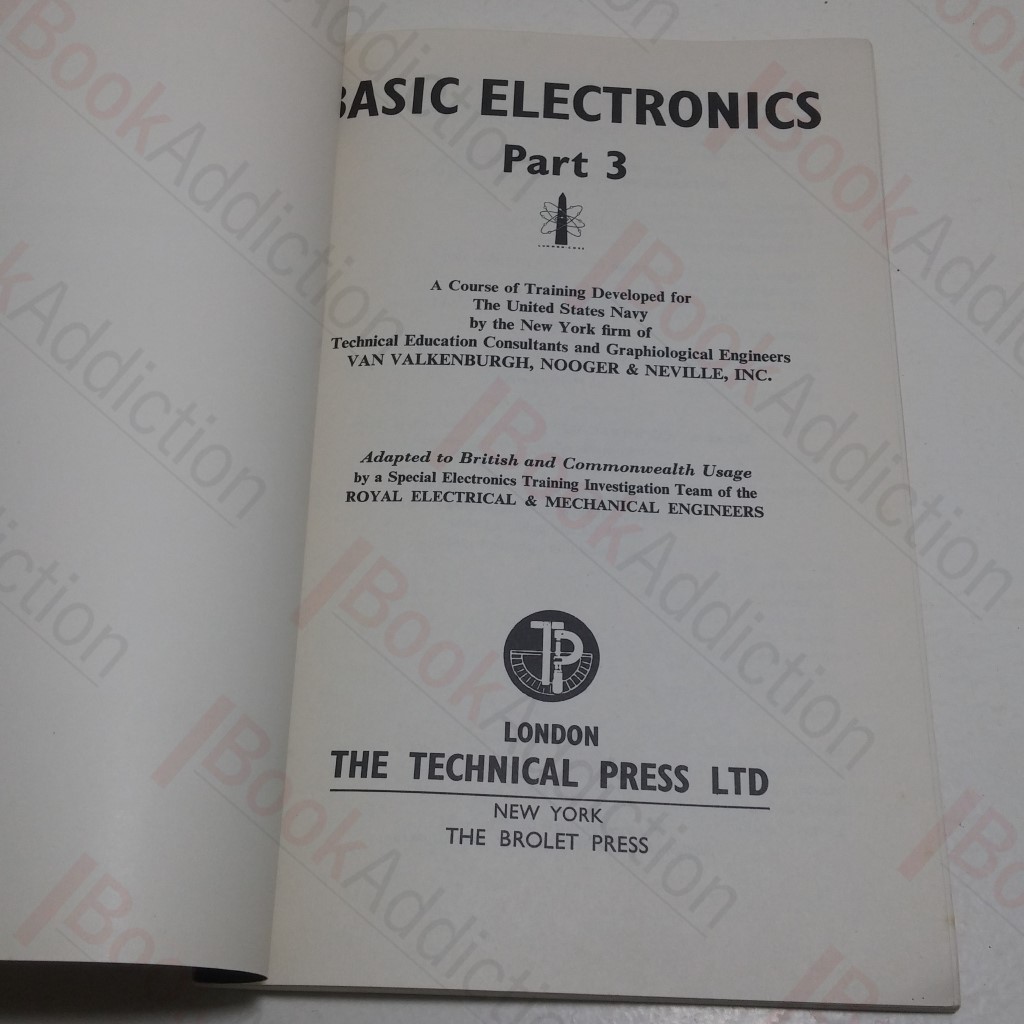 BASIC ELECTRONICS
Part 3
A Course of Training Developed for
The United States Navy
by the New York firm of
Technical Education Consultants and Graphiological Engineers
VAN VALKENBURGH, NOOGER & NEVILLE, INC.
Adapted to British and Commonwealth Usage
by a Special Electronics Training Investigation Team of the
ROYAL ELECTRICAL & MECHANICAL ENGINEERS
TP
LONDON
THE TECHNICAL PRESS LTD
NEW YORK
THE BROLET PRESS
BookAddiction